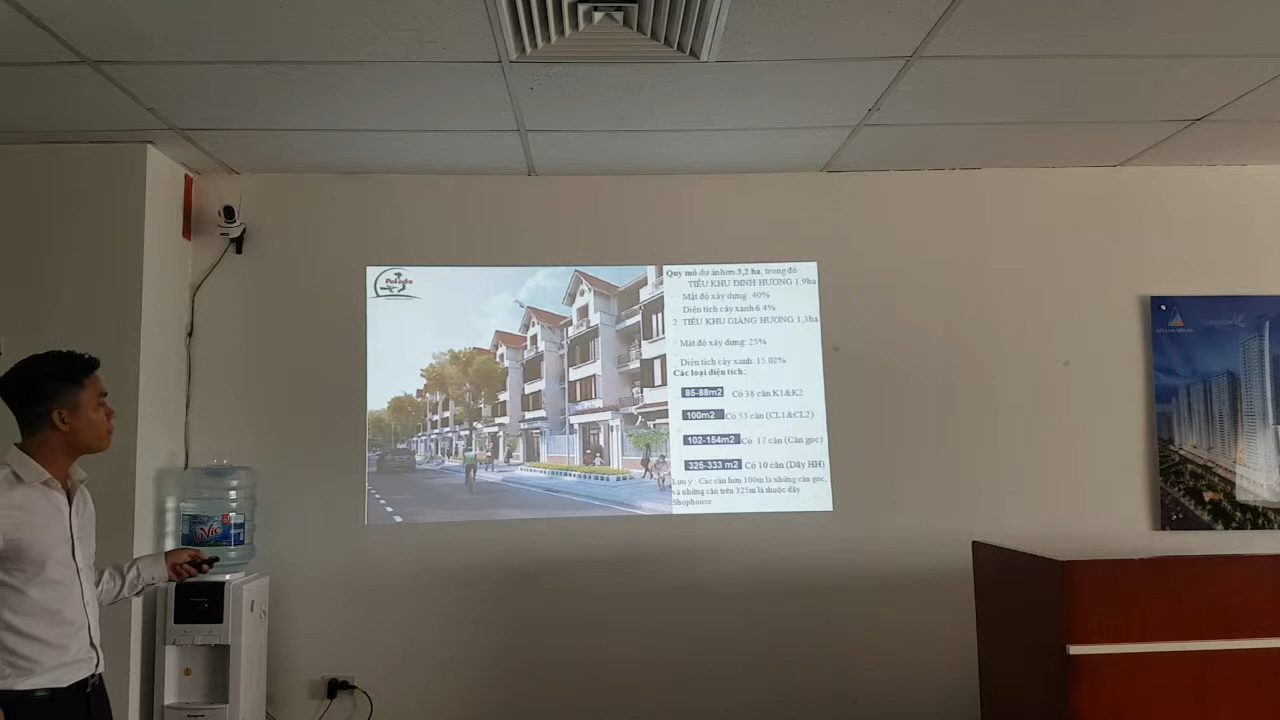 Polado
Quy mô dự án hơn 3,2 ha, trong đó :
TIỂU KHU ĐINH HƯƠNG 1,9ha
Mật độ xây dựng : 40%
Diện tích cây xanh 6.4%
2. TIỂU KHU GIÁNG HƯƠNG 1,3ha
Mật độ xây dựng: 25%
Diện tích cây xanh: 15.02%
Các loại diện tích :
85-88m2 Có 38 căn K1&K2
100m2 Có 53 căn (CL1&CL2)
102-154m2 Có 17 căn (Căn góc)
325-333 m2 Có 10 căn (Dãy HH)
Lưu ý : Các căn hơn 100m là những căn góc,
và những căn trên 325m là thuộc dãy
Shophouse
LaVie